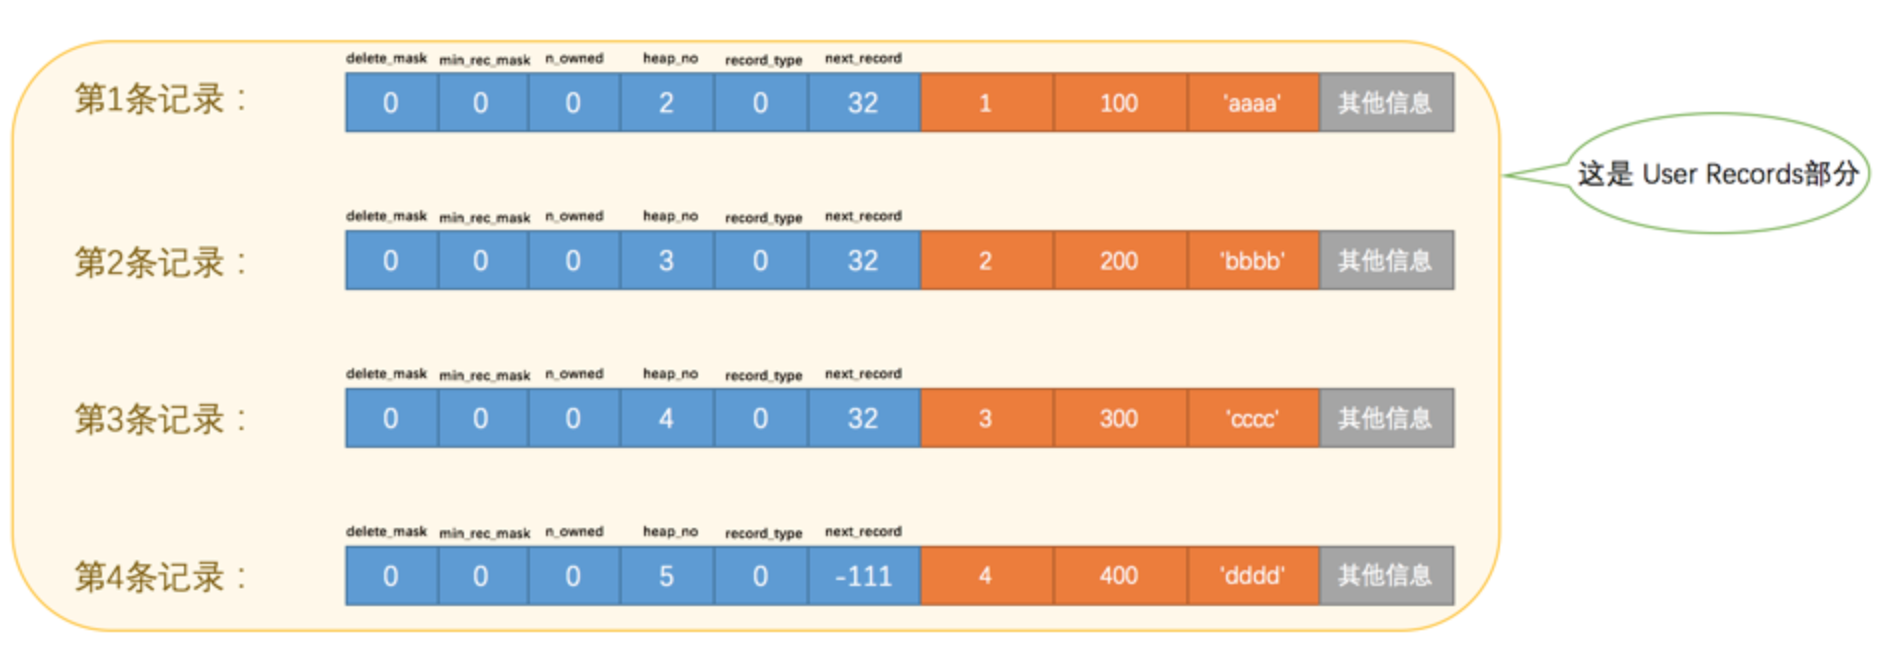 delete_mask min_rec_mask n_owned heap_no record_type next_record
第1条记录： 0 0 0 2 0 32 1 100 'aaaa' 其他信息
这是 User Records部分
delete_mask min_rec_mask n_owned heap_no record_type next_record
第2条记录： 0 0 0 3 0 32 2 200 'bbbb' 其他信息
delete_mask min_rec_mask n_owned heap_no record_type next_record
第3条记录： 0 0 0 4 0 32 3 300 'cccc' 其他信息
delete_mask min_rec_mask n_owned heap_no record_type next_record
第4条记录： 0 0 0 5 0 -111 4 400 'dddd' 其他信息